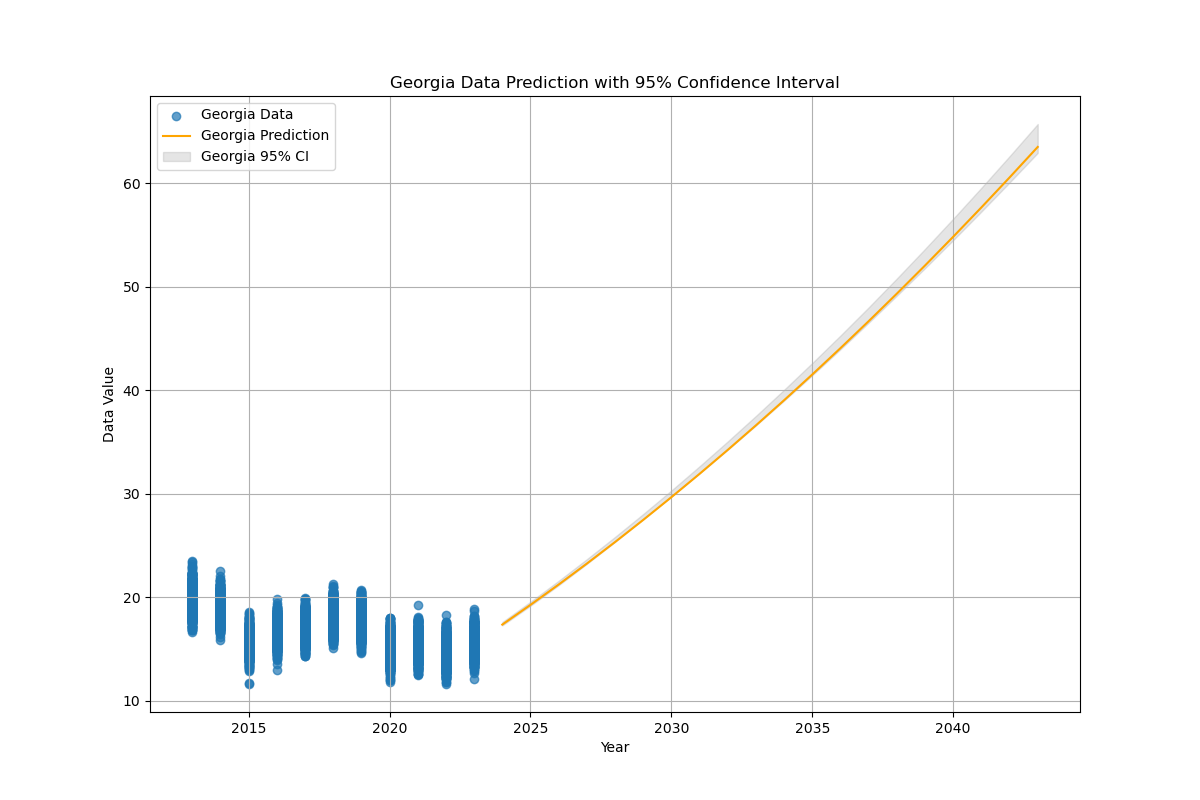 Georgia Data Prediction with 95% Confidence Interval
Georgia Data
Georgia Prediction
Georgia 95% CI
60
50
40
30
20
10
Data Value
2015
2020
2025
2030
2035
2040
Year